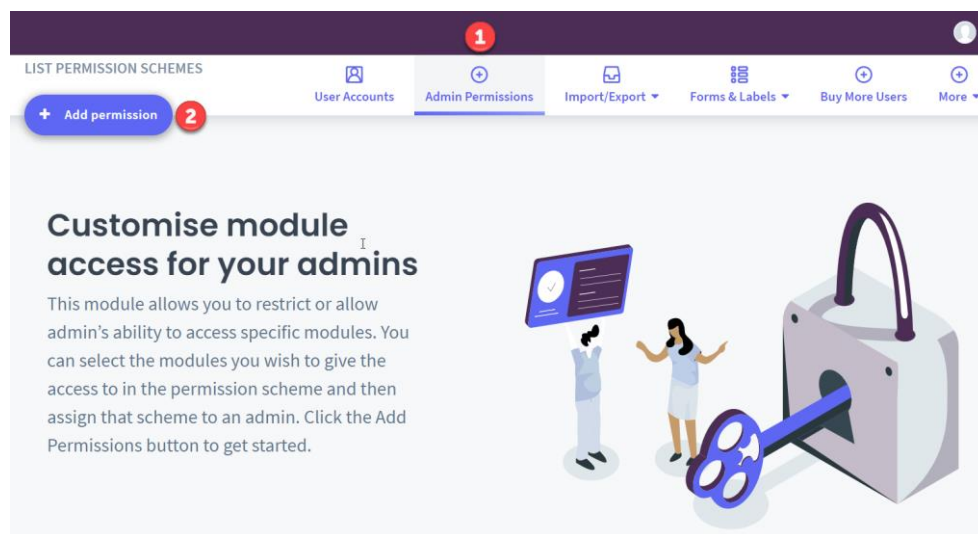 1
LIST PERMISSION SCHEMES
User Accounts
Admin Permissions
Import/Export
Forms & Labels
Buy More Users
More
+ Add permission
2
Customise module
access for your admins
This module allows you to restrict or allow
admin’s ability to access specific modules. You
can select the modules you wish to give the
access to in the permission scheme and then
assign that scheme to an admin. Click the Add
Permissions button to get started.